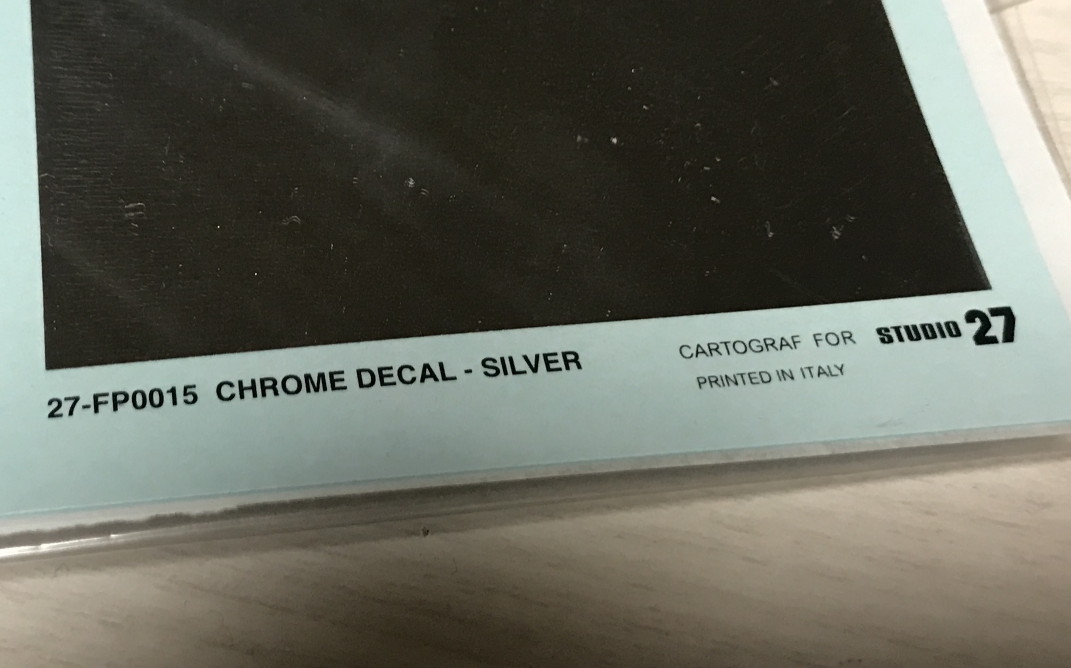 27-FP0015 CHROME DECAL - SILVER
CARTOGRAF FOR STUDIO 27
PRINTED IN ITALY